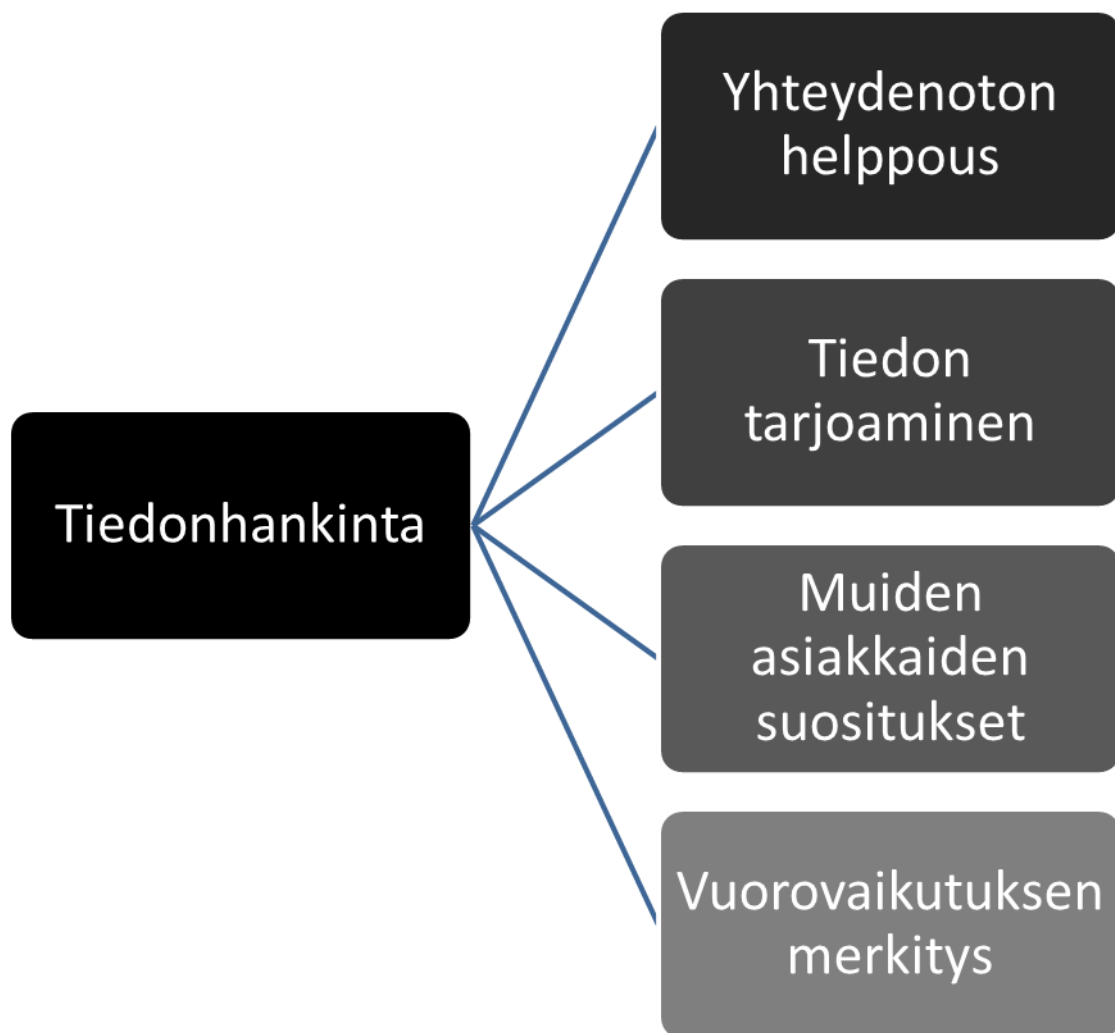 Tiedonhankinta
Yhteydenoton
helppous
Tiedon
tarjoaminen
Muiden
asiakkaiden
suositukset
Vuorovaikutuksen
merkitys